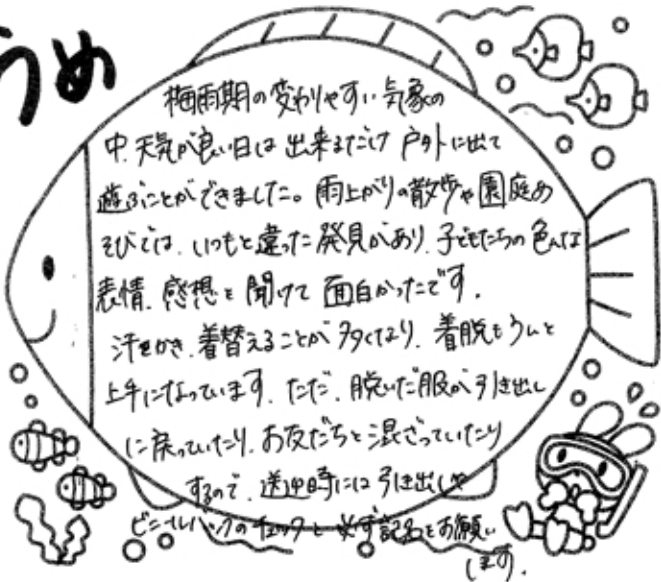 うめ
梅雨期の変わりやすい気象の
中、天気が良い日は出来るだけ戸外に出て
遊ぶことができました。雨上がりの散歩や園庭あ
そびでは、いつもと違った発見があり、子どもたちの色んな
表情、感想を聞けて面白かったです。
汗をかき、着替えることが多くなり、着脱もうんと
上手になっています。ただ、脱いだ服が引き出し
に戻っていたり、お友だちと混ざっていたり
するので、送迎時には引き出しや
ビニールバックのチェックと必ず記名をお願い
します。